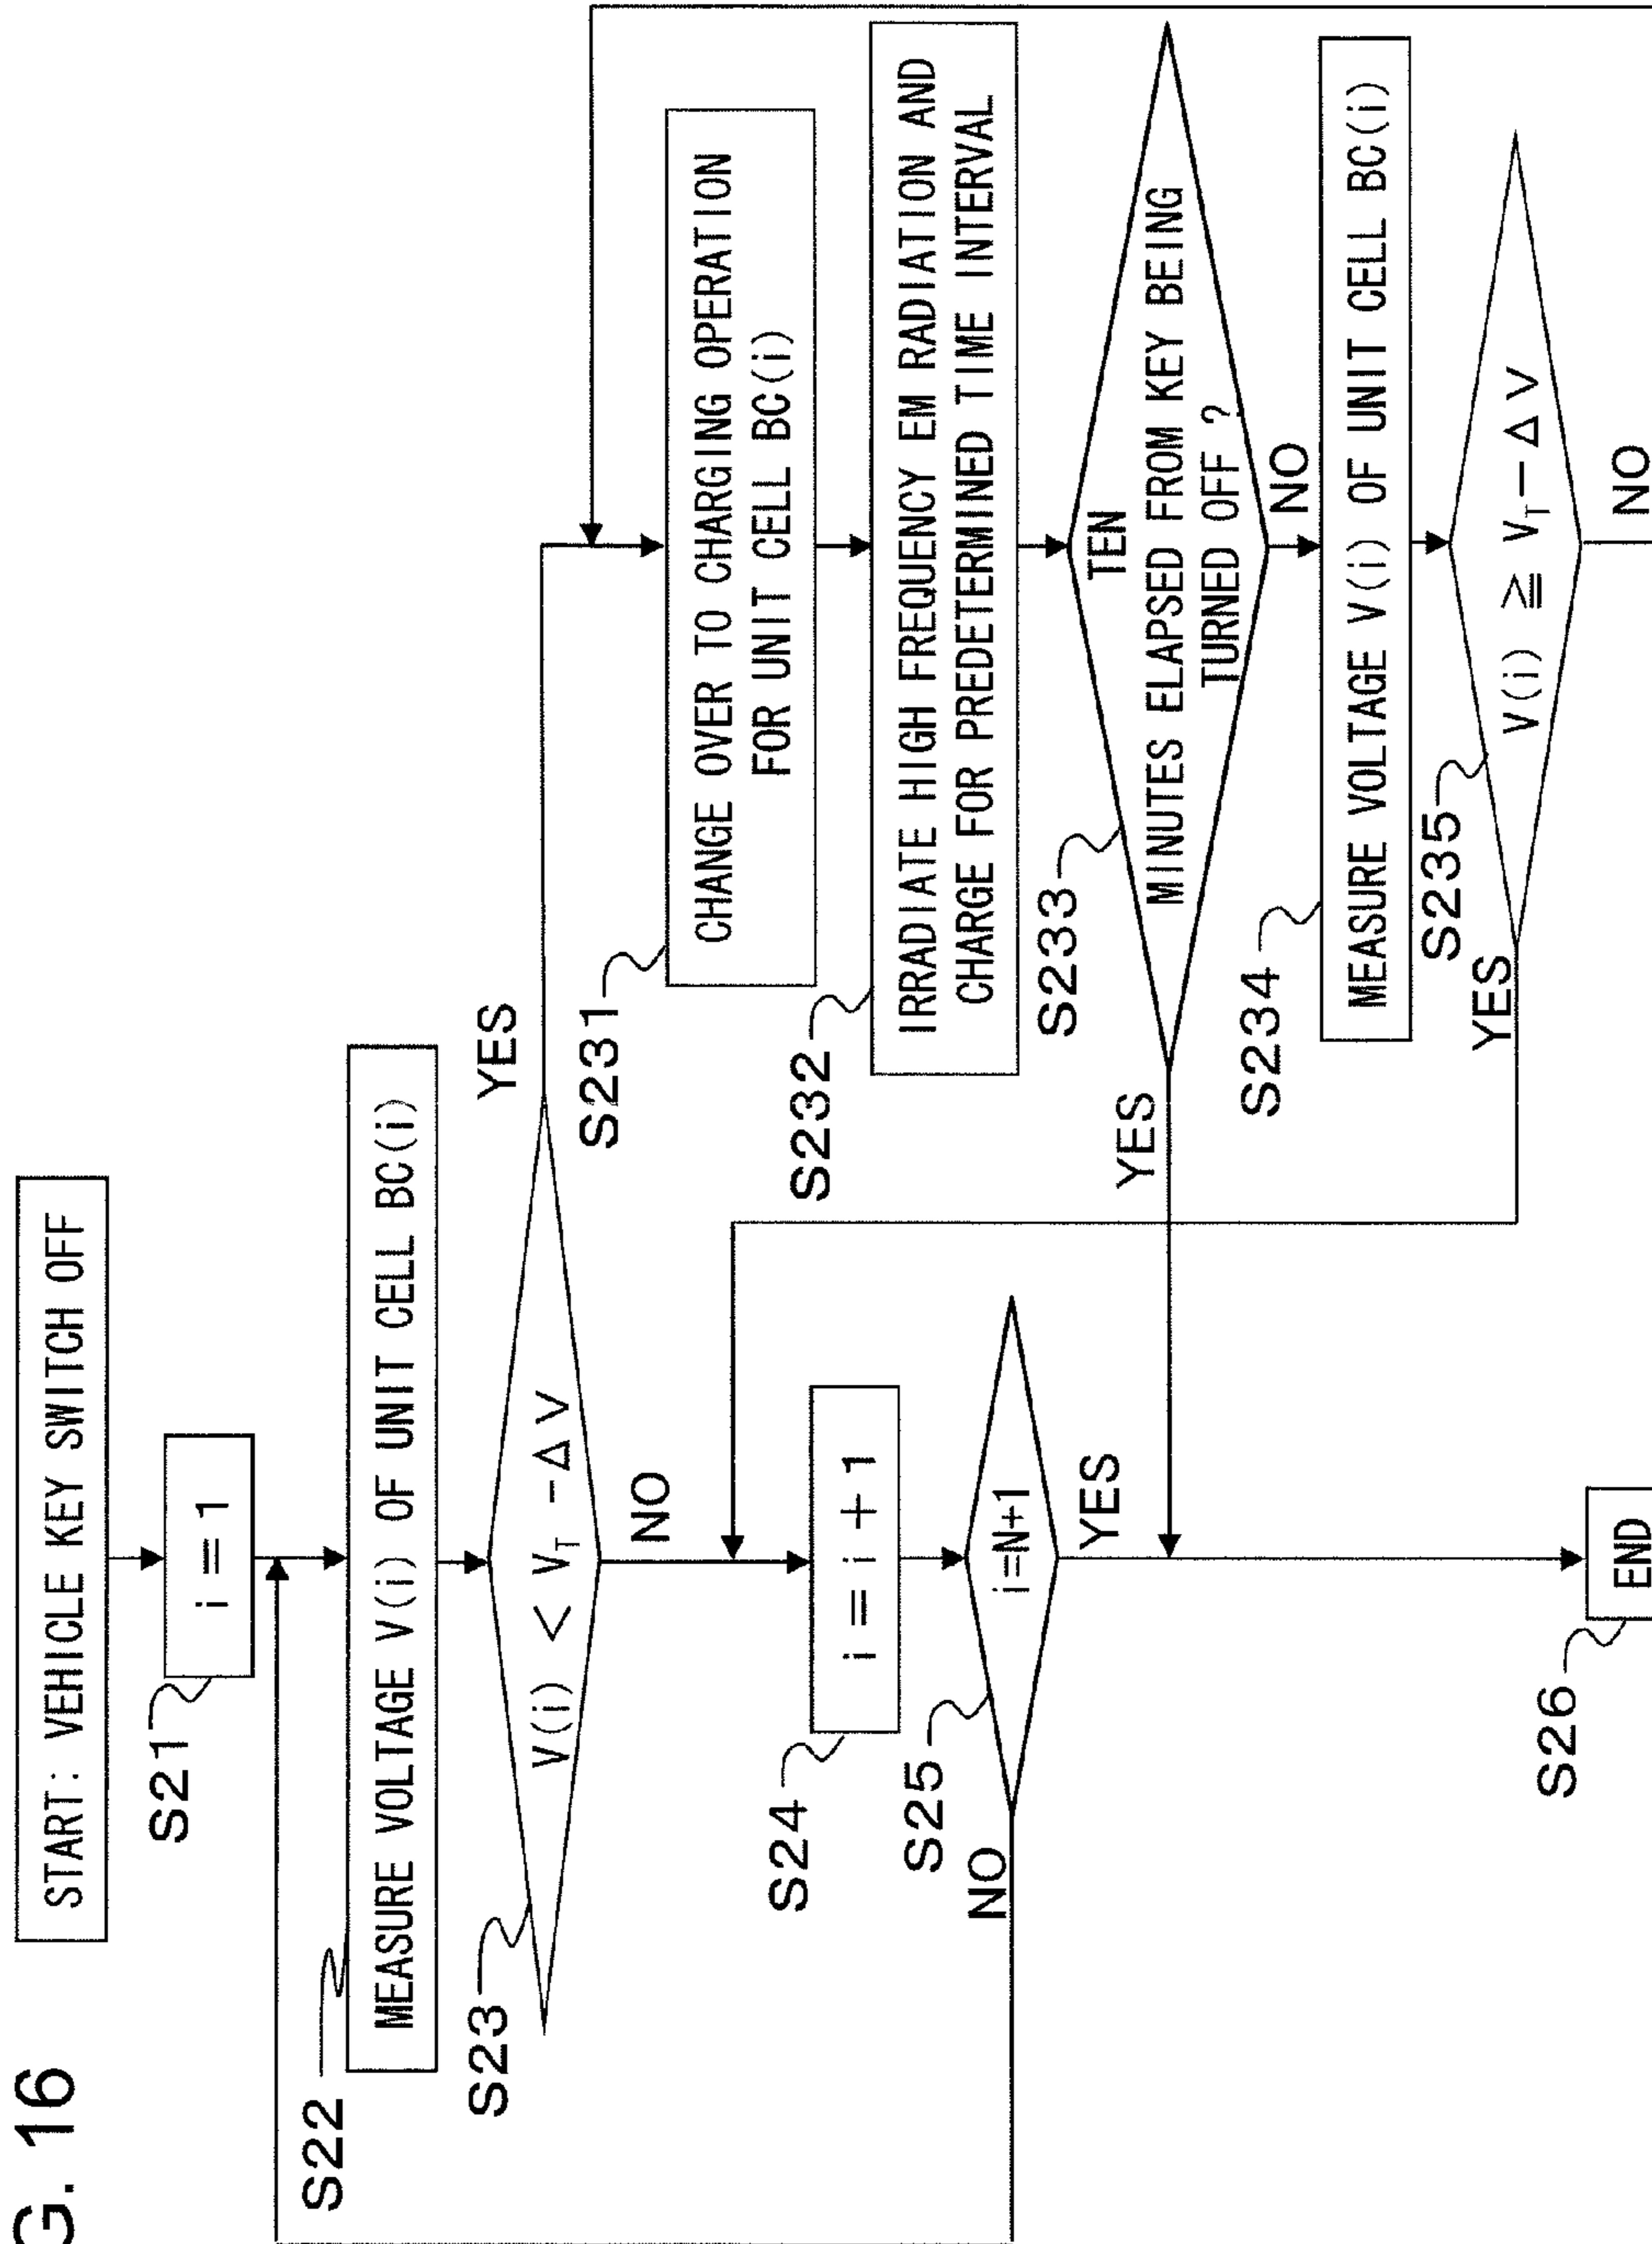 G. 16
START: VEHICLE KEY SWITCH OFF
S21
i = 1
S22
MEASURE VOLTAGE V(i) OF UNIT CELL BC(i)
S23
V(i) < VT - ΔV
YES
NO
S231
CHANGE OVER TO CHARGING OPERATION
FOR UNIT CELL BC(i)
S232
IRRADIATE HIGH FREQUENCY EM RADIATION AND
CHARGE FOR PREDETERMINED TIME INTERVAL
S233
TEN
MINUTES ELAPSED FROM KEY BEING
TURNED OFF ?
YES
NO
S234
MEASURE VOLTAGE V(i) OF UNIT CELL BC(i)
S235
V(i) ≧ VT - ΔV
YES
NO
S24
i = i + 1
S25
i=N+1
NO
YES
S26
END